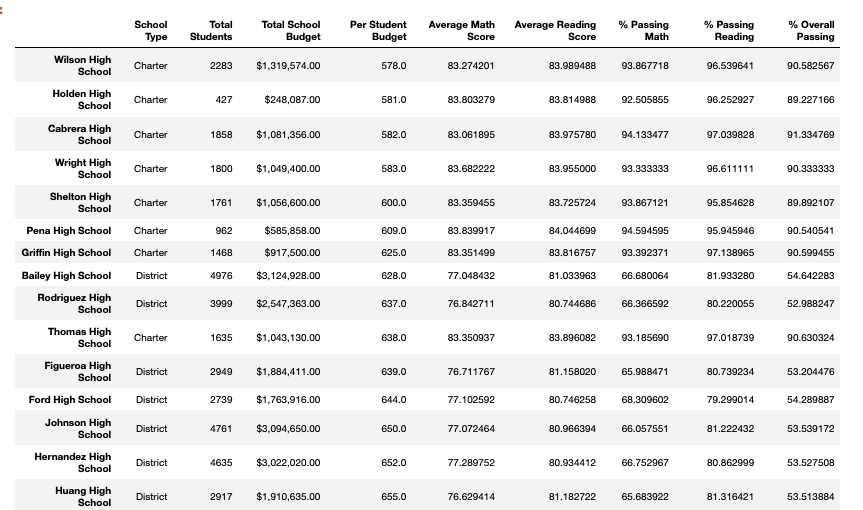 School Type Total Students Total School Budget Per Student Budget Average Math Score Average Reading Score % Passing Math % Passing Reading % Overall Passing
Wilson High School Charter 2283 $1,319,574.00 578.0 83.274201 83.989488 93.867718 96.539641 90.582567
Holden High School Charter 427 $248,087.00 581.0 83.803279 83.814988 92.505855 96.252927 89.227166
Cabrera High School Charter 1858 $1,081,356.00 582.0 83.061895 83.975780 94.133477 97.039828 91.334769
Wright High School Charter 1800 $1,049,400.00 583.0 83.682222 83.955000 93.333333 96.611111 90.333333
Shelton High School Charter 1761 $1,056,600.00 600.0 83.359455 83.725724 93.867121 95.854628 89.892107
Pena High School Charter 962 $585,858.00 609.0 83.839917 84.044699 94.594595 95.945946 90.540541
Griffin High School Charter 1468 $917,500.00 625.0 83.351499 83.816757 93.392371 97.138965 90.599455
Bailey High School District 4976 $3,124,928.00 628.0 77.048432 81.033963 66.680064 81.933280 54.642283
Rodriguez High School District 3999 $2,547,363.00 637.0 76.842711 80.744686 66.366592 80.220055 52.988247
Thomas High School Charter 1635 $1,043,130.00 638.0 83.350937 83.896082 93.185690 97.018739 90.630324
Figueroa High School District 2949 $1,884,411.00 639.0 76.711767 81.158020 65.988471 80.739234 53.204476
Ford High School District 2739 $1,763,916.00 644.0 77.102592 80.746258 68.309602 79.299014 54.289887
Johnson High School District 4761 $3,094,650.00 650.0 77.072464 80.966394 66.057551 81.222432 53.539172
Hernandez High School District 4635 $3,022,020.00 652.0 77.289752 80.934412 66.752967 80.862999 53.527508
Huang High School District 2917 $1,910,635.00 655.0 76.629414 81.182722 65.683922 81.316421 53.513884